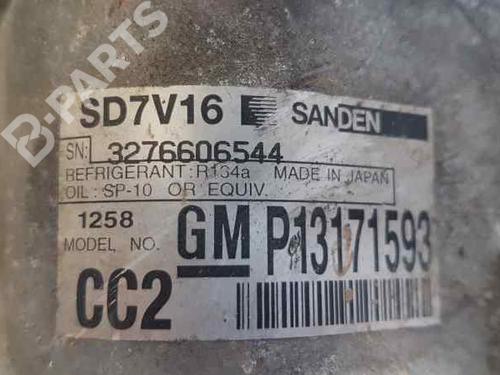 B-PARTS
SD7V16 SANDEN
SN: 3276606544
REFRIGERANT: R134a MADE IN JAPAN
OIL: SP-10 OR EQUIV.
1258
MODEL NO. GM P13171593
CC2